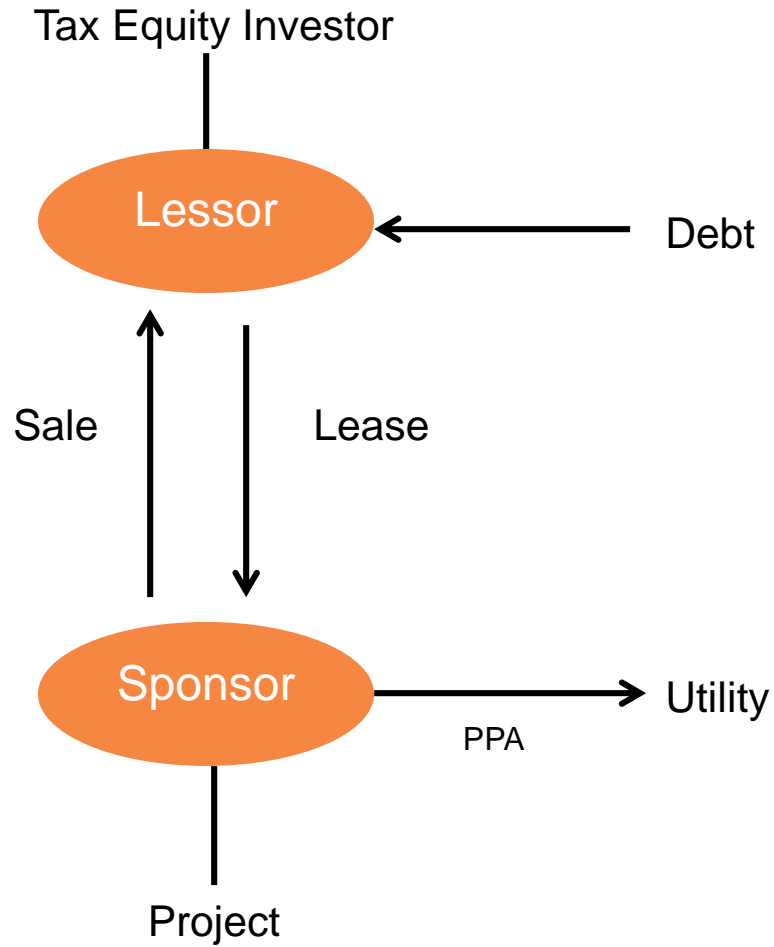 Tax Equity Investor
Lessor
Debt
Sale
Lease
Sponsor
Utility
PPA
Project